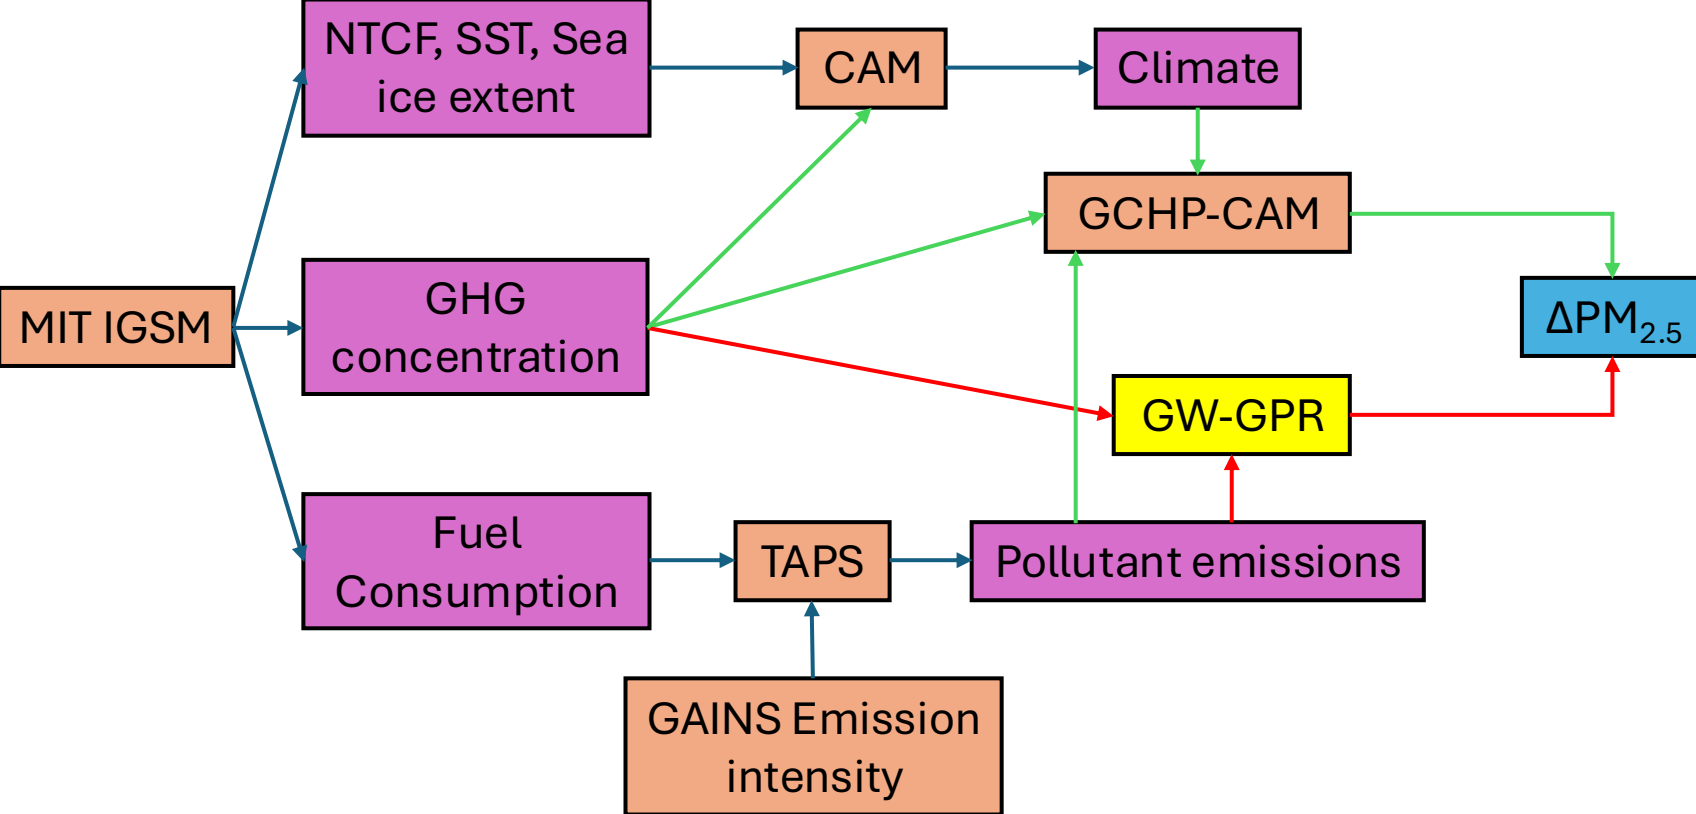 NTCF, SST, Sea
ice extent
CAM
Climate
GCHP-CAM
GHG
concentration
MIT IGSM
ΔPM2.5
GW-GPR
Fuel
Consumption
TAPS
Pollutant emissions
GAINS Emission
intensity